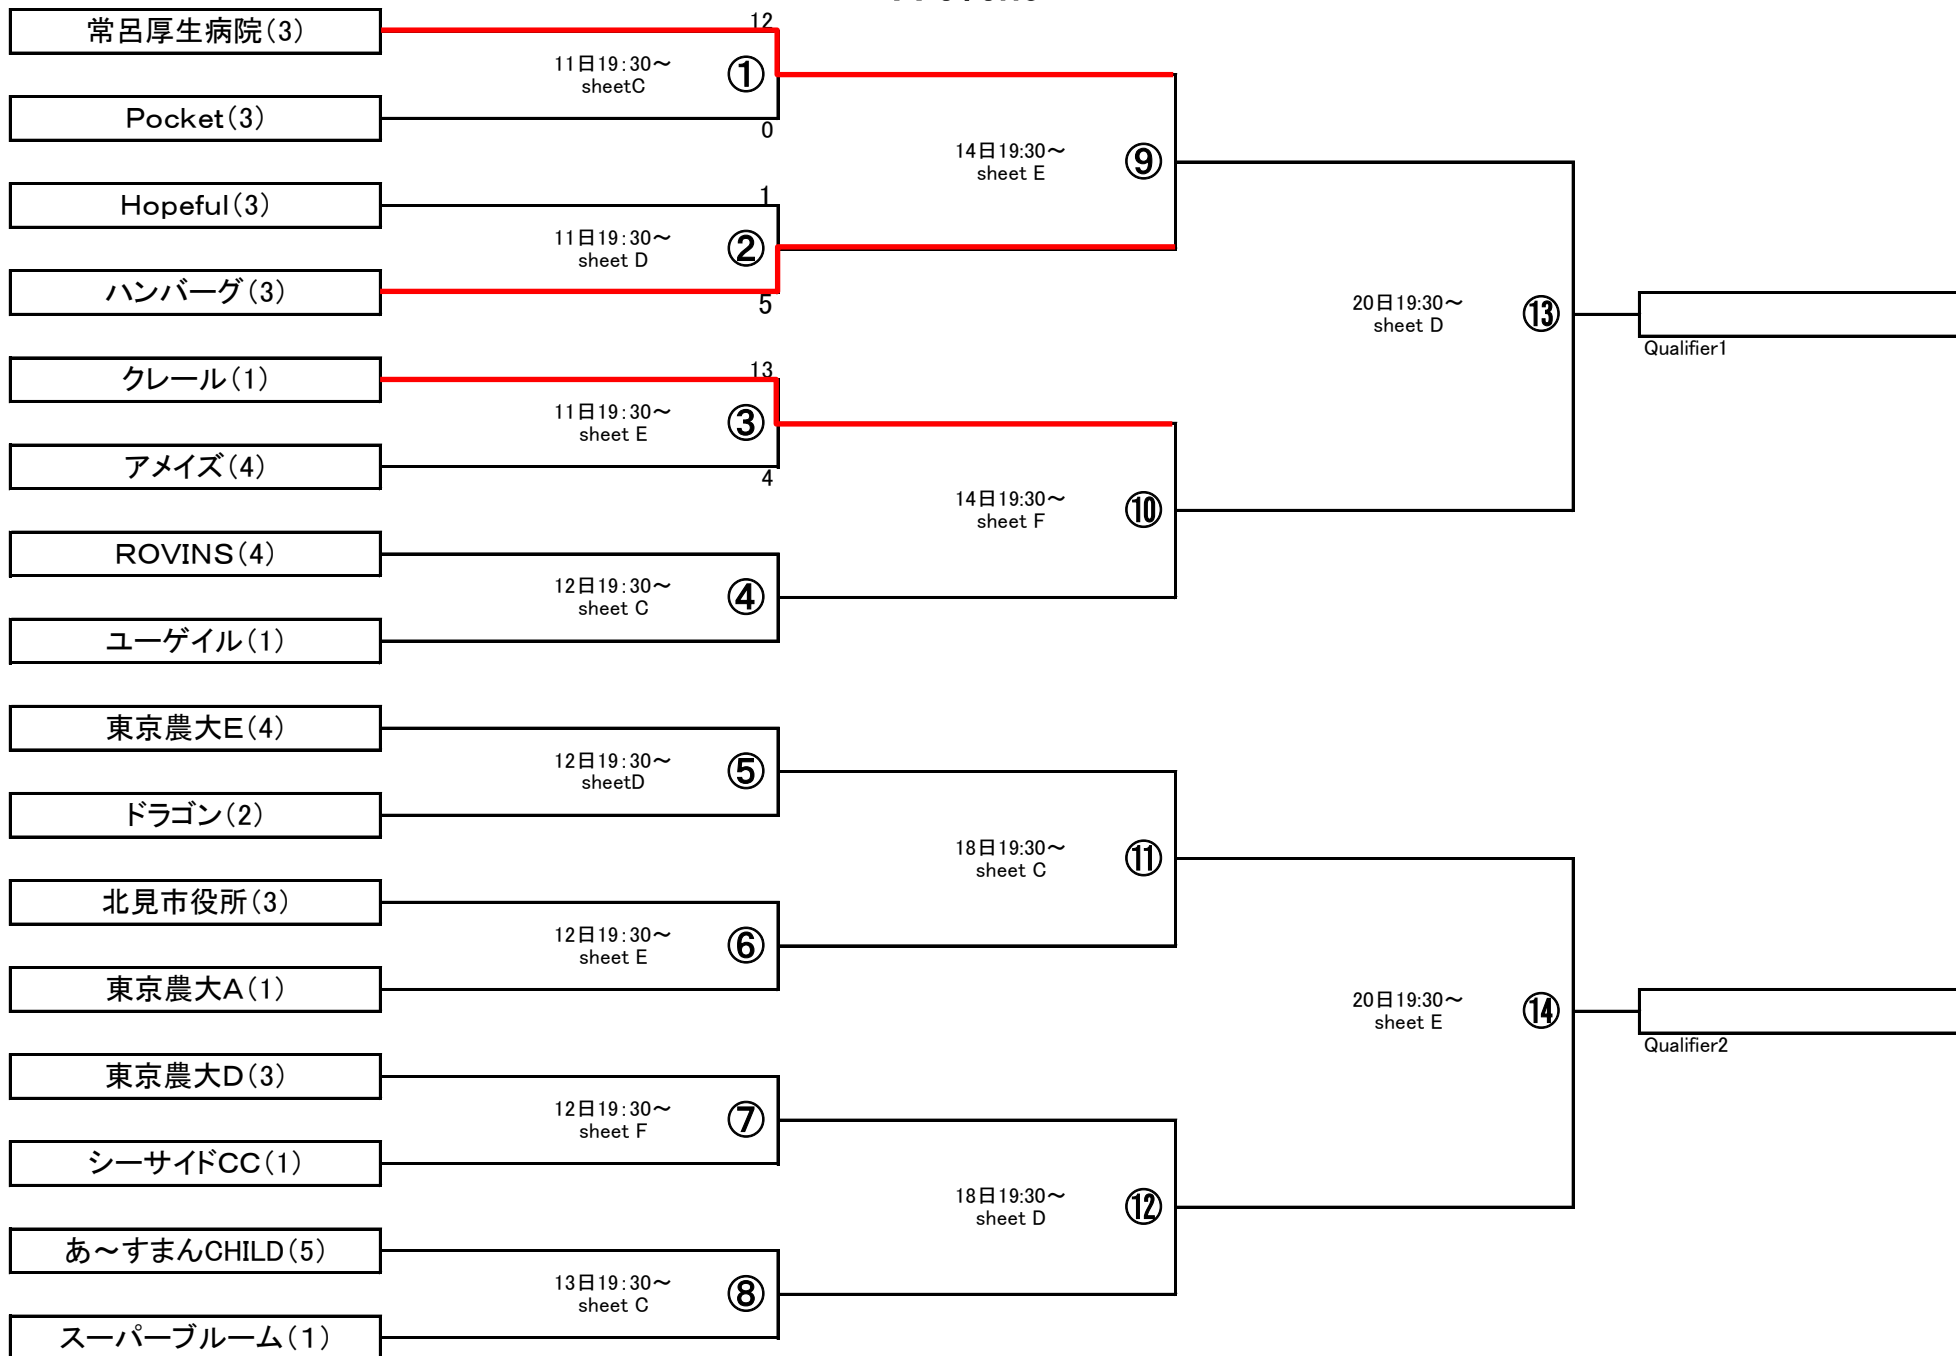 常呂厚生病院(3)
12
11日19:30～
sheetC
①
Pocket(3)
0
14日19:30～
sheet E
⑨
Hopeful(3)
1
11日19:30～
sheet D
②
ハンバーグ(3)
5
20日19:30～
sheet D
⑬
Qualifier1
クレール(1)
13
11日19:30～
sheet E
③
アメイズ(4)
4
14日19:30～
sheet F
⑩
ROVINS(4)
12日19:30～
sheet C
④
ユーゲイル(1)
東京農大E(4)
12日19:30～
sheetD
⑤
ドラゴン(2)
18日19:30～
sheet C
⑪
北見市役所(3)
12日19:30～
sheet E
⑥
東京農大A(1)
20日19:30～
sheet E
⑭
Qualifier2
東京農大D(3)
12日19:30～
sheet F
⑦
シーサイドCC(1)
18日19:30～
sheet D
⑫
あ～すまんCHILD(5)
13日19:30～
sheet C
⑧
スーパーブルーム(1)